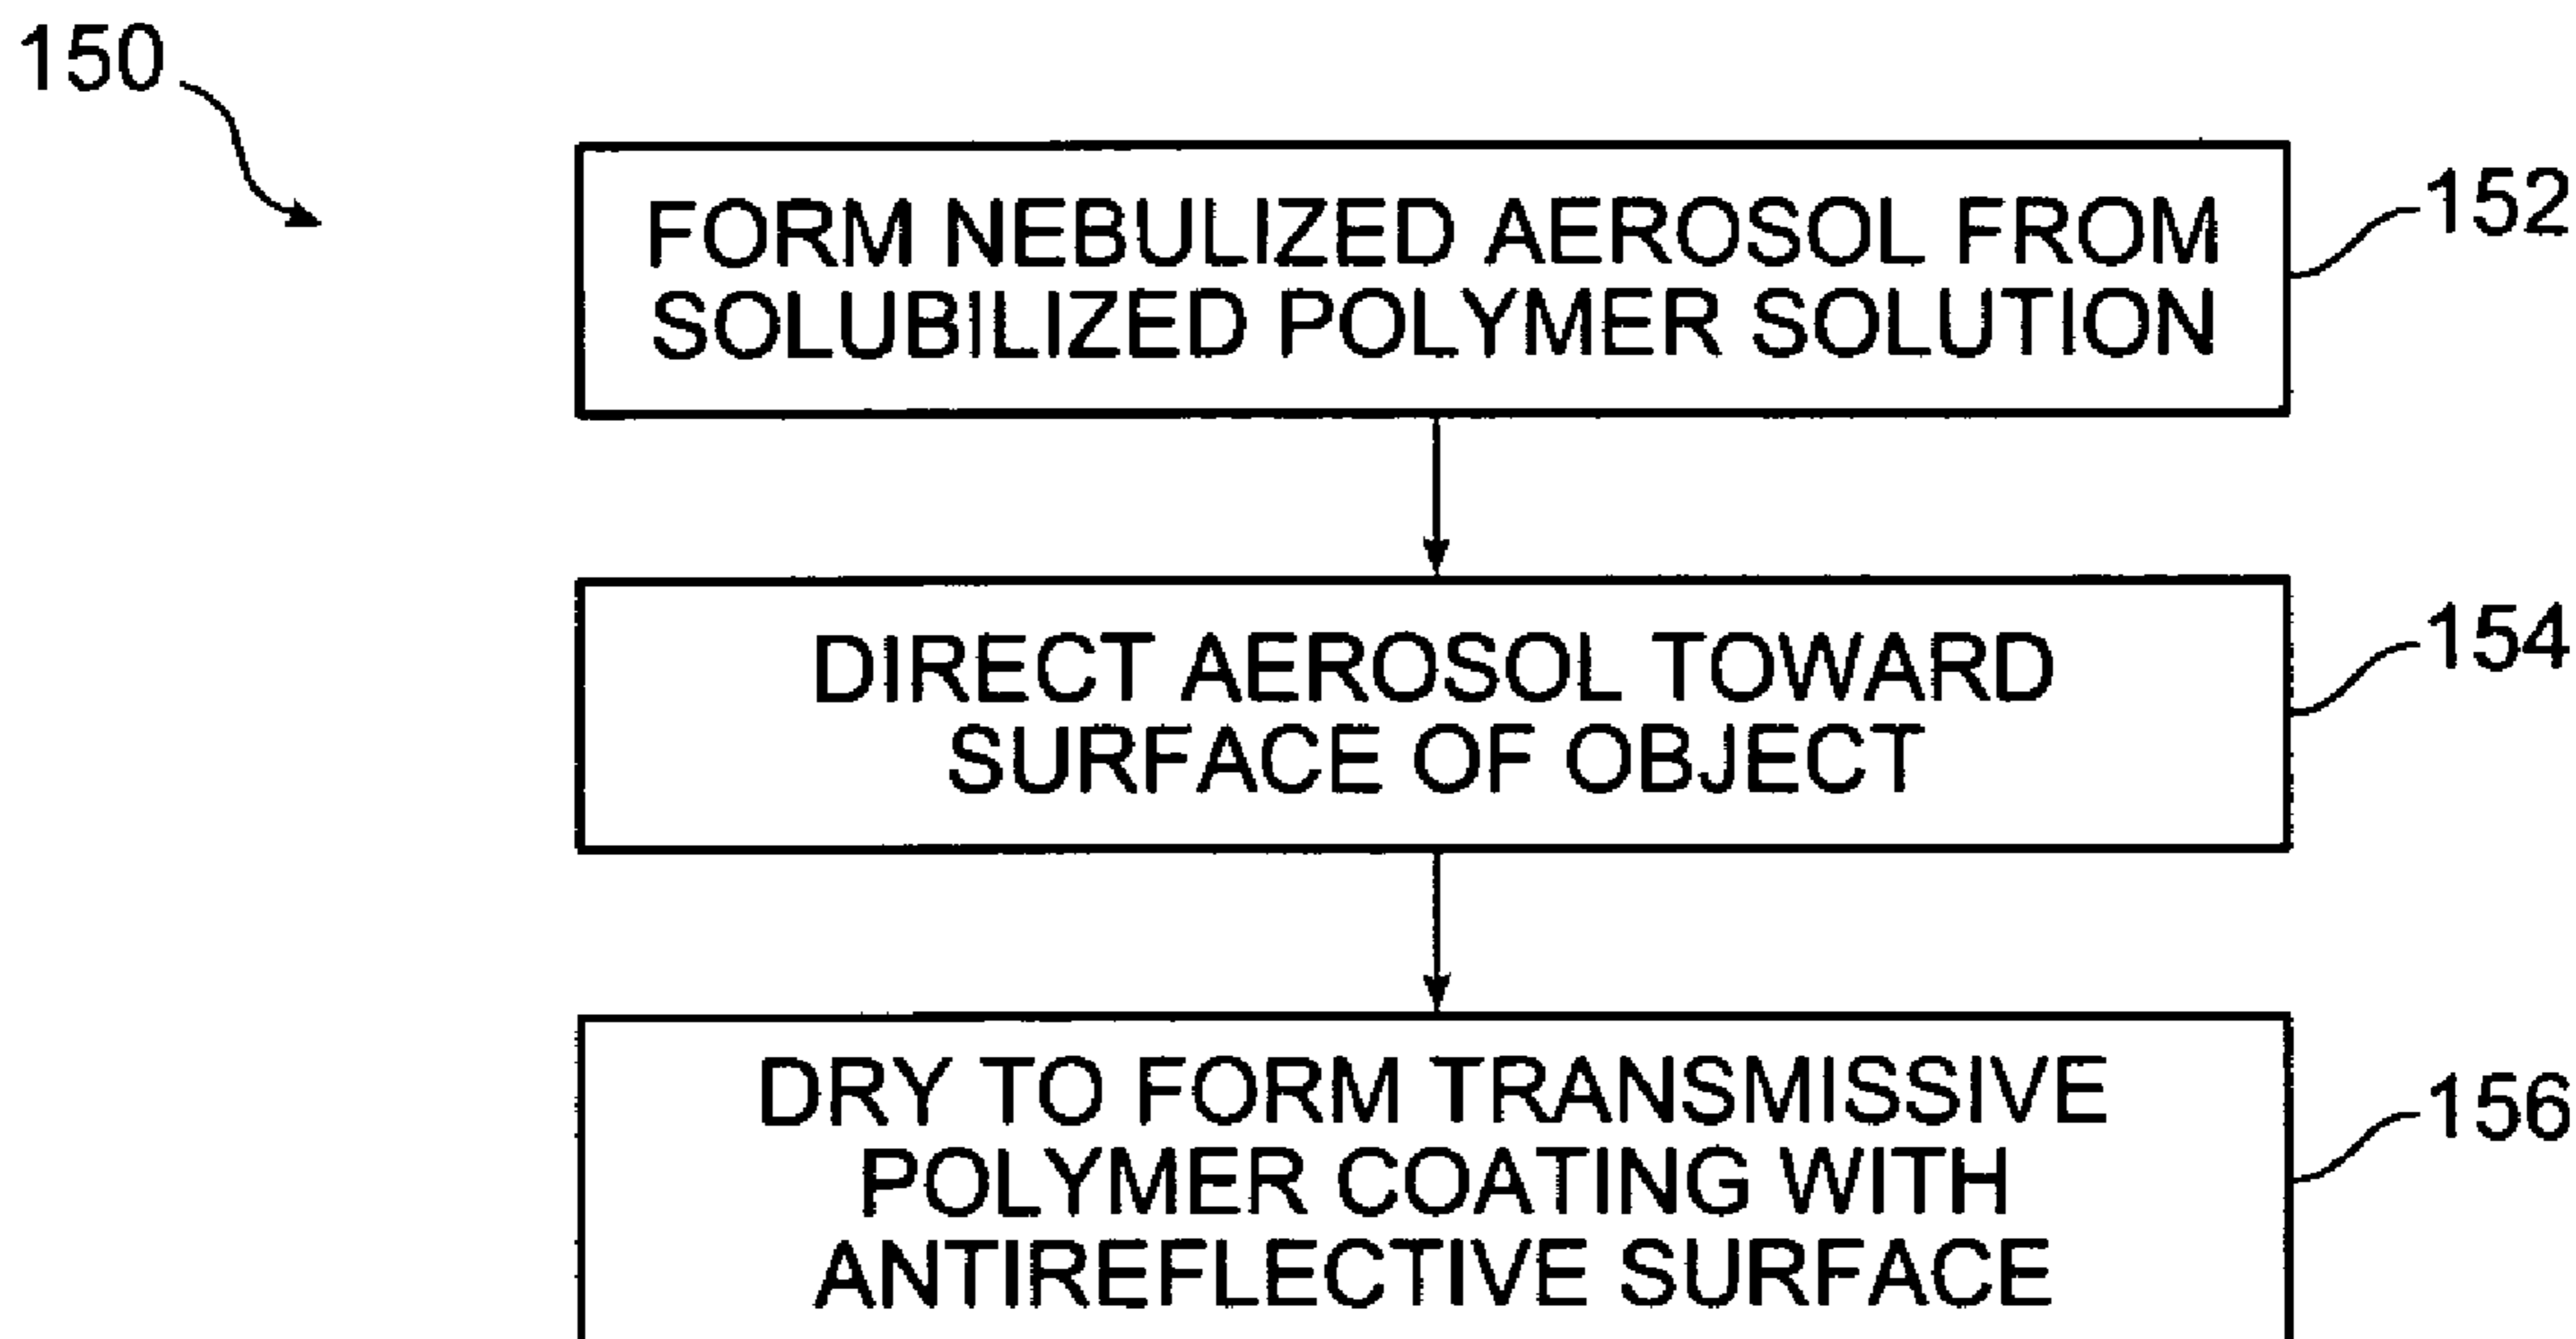 150
FORM NEBULIZED AEROSOL FROM
SOLUBILIZED POLYMER SOLUTION
152
DIRECT AEROSOL TOWARD
SURFACE OF OBJECT
154
DRY TO FORM TRANSMISSIVE
POLYMER COATING WITH
ANTIREFLECTIVE SURFACE
156